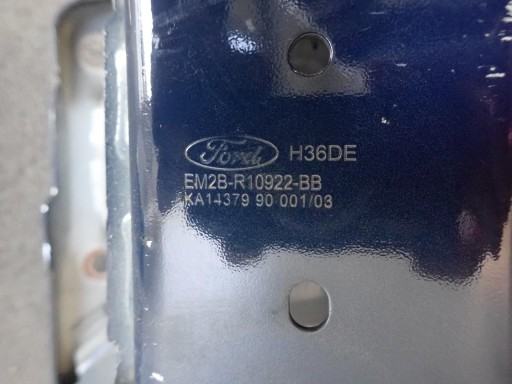 Ford H36DE
EM2B-R10922-BB
KA14379 90 001/03